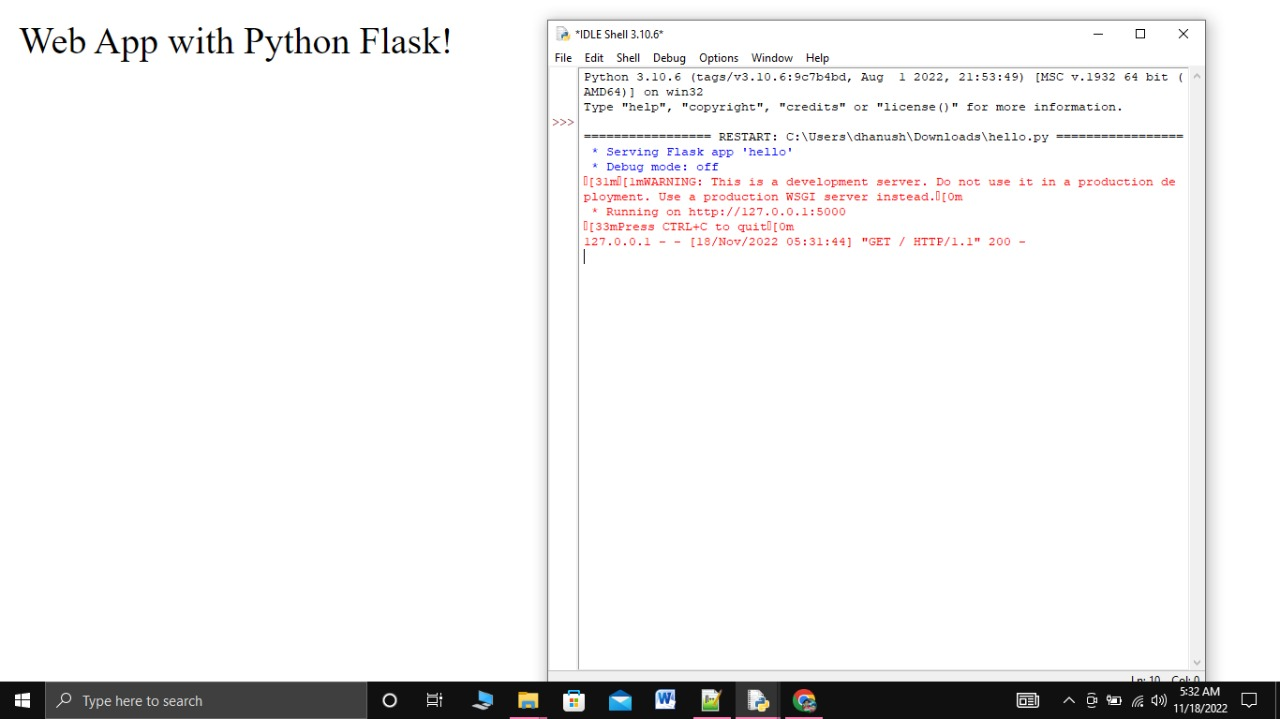 Web App with Python Flask!
*IDLE Shell 3.10.6*
File Edit Shell Debug Options Window Help
Python 3.10.6 (tags/v3.10.6:9c7b4bd, Aug  1 2022, 21:53:49) [MSC v.1932 64 bit (
AMD64)] on win32
Type "help", "copyright", "credits" or "license()" for more information.
>>>
================= RESTART: C:\Users\dhanush\Downloads\hello.py =================
* Serving Flask app 'hello'
* Debug mode: off
[31m[1mWARNING: This is a development server. Do not use it in a production de
ployment. Use a production WSGI server instead.[0m
* Running on http://127.0.0.1:5000
[33mPress CTRL+C to quit[0m
127.0.0.1 - - [18/Nov/2022 05:31:44] "GET / HTTP/1.1" 200 -
Ln: 10 Col: 0
Type here to search
5:32 AM
11/18/2022